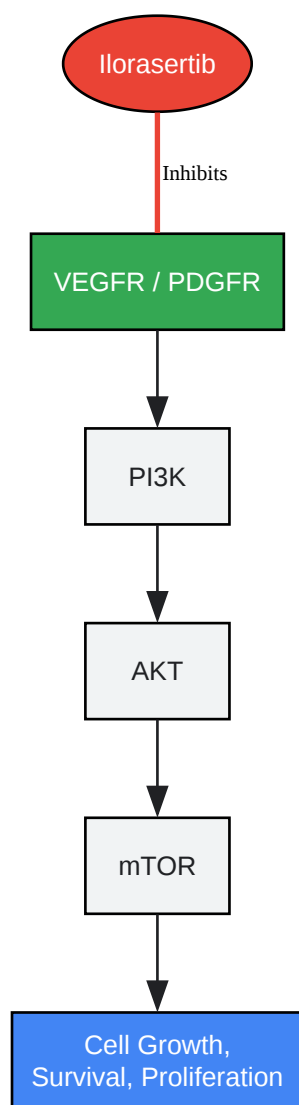 Ilorasertib
Inhibits
VEGFR / PDGFR
PI3K
AKT
mTOR
Cell Growth,
Survival, Proliferation